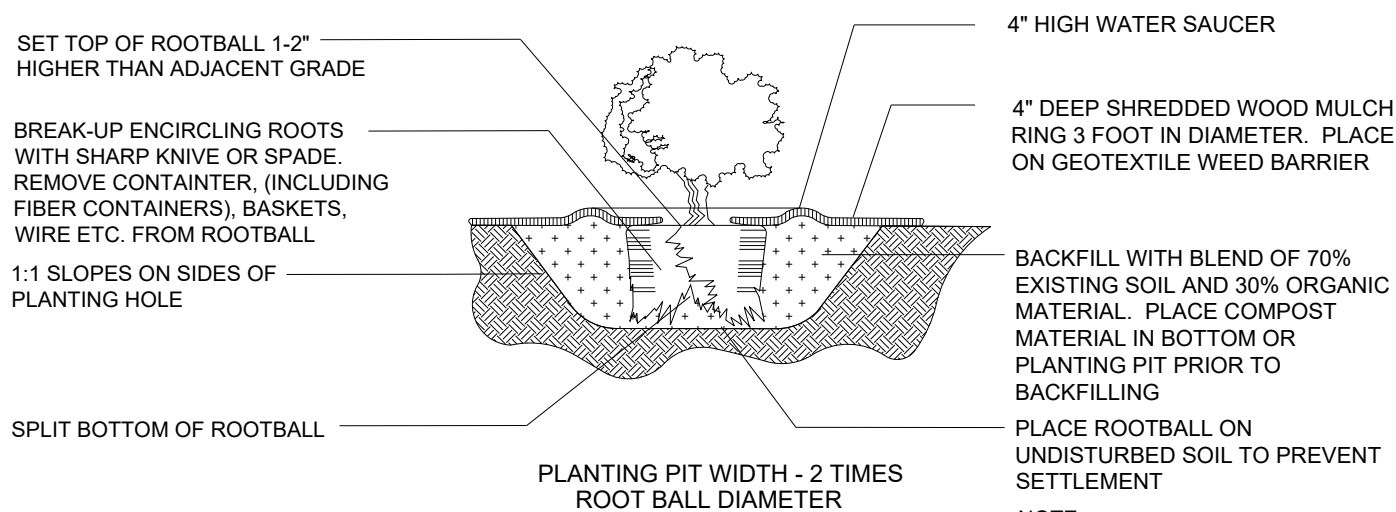 SET TOP OF ROOTBALL 1-2"
HIGHER THAN ADJACENT GRADE
BREAK-UP ENCIRCLING ROOTS
WITH SHARP KNIVE OR SPADE.
REMOVE CONTAINTER, (INCLUDING
FIBER CONTAINERS), BASKETS,
WIRE ETC. FROM ROOTBALL
1:1 SLOPES ON SIDES OF
PLANTING HOLE
SPLIT BOTTOM OF ROOTBALL
PLANTING PIT WIDTH - 2 TIMES
ROOT BALL DIAMETER
4" HIGH WATER SAUCER
4" DEEP SHREDDED WOOD MULCH
RING 3 FOOT IN DIAMETER. PLACE
ON GEOTEXTILE WEED BARRIER
BACKFILL WITH BLEND OF 70%
EXISTING SOIL AND 30% ORGANIC
MATERIAL. PLACE COMPOST
MATERIAL IN BOTTOM OR
PLANTING PIT PRIOR TO
BACKFILLING
PLACE ROOTBALL ON
UNDISTURBED SOIL TO PREVENT
SETTLEMENT